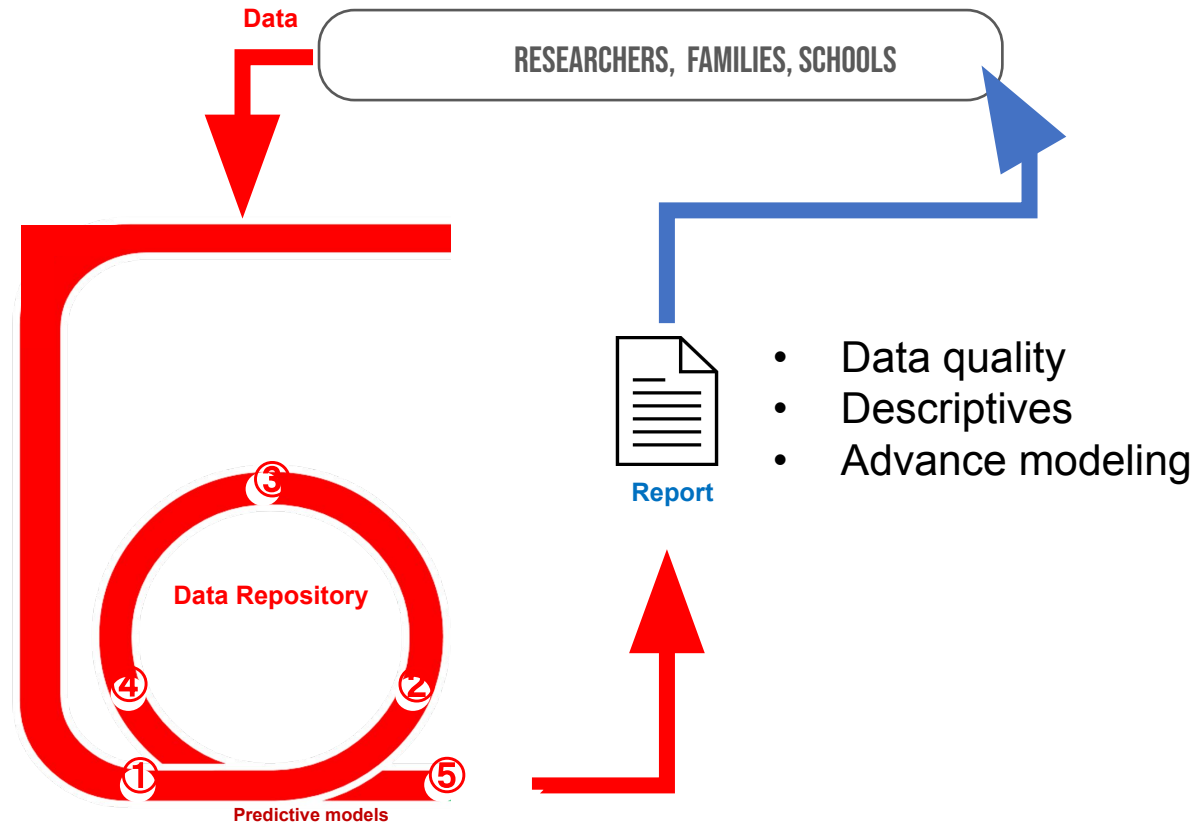 Data
RESEARCHERS, FAMILIES, SCHOOLS
• Data quality
• Descriptives
• Advance modeling
Report
③
Data Repository
④
②
①
⑤
Predictive models